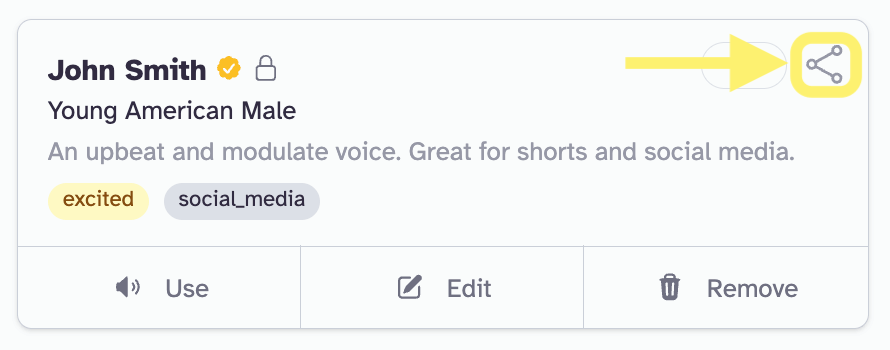 John Smith
Young American Male
An upbeat and modulate voice. Great for shorts and social media.
excited social_media
Use Edit Remove